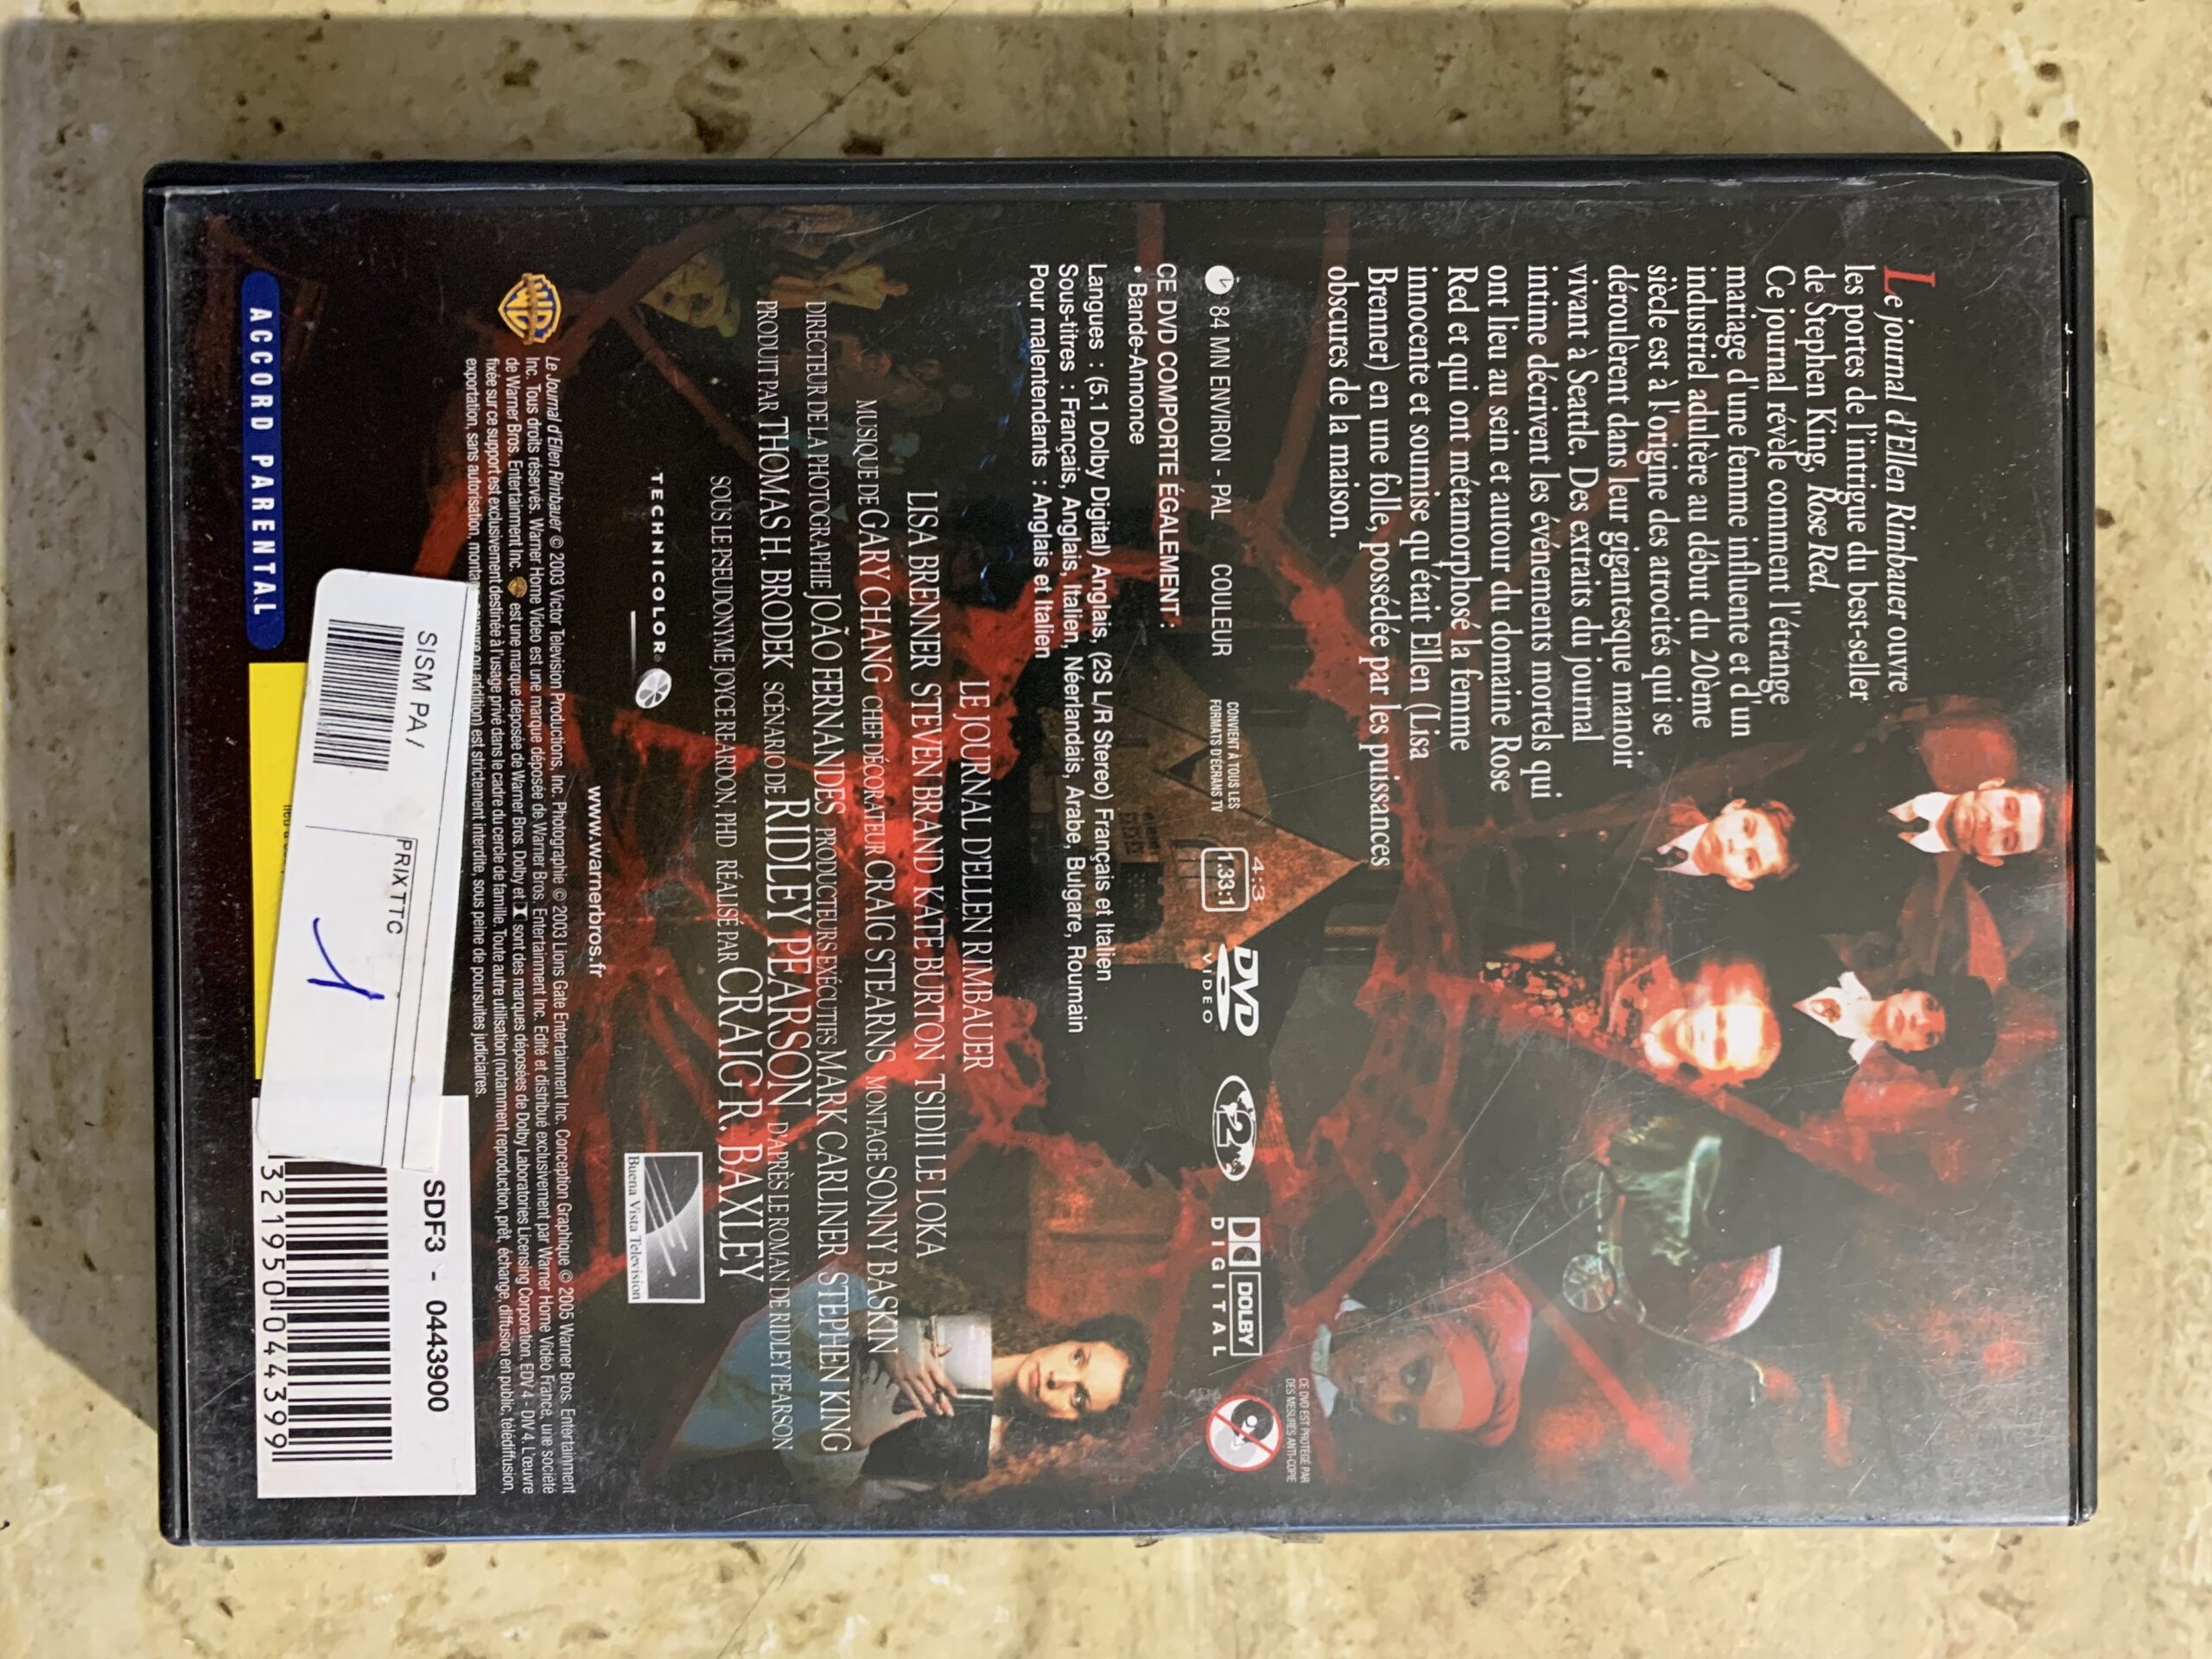 Le journal d'Ellen Rimbauer ouvre
les portes de l'intrigue du best-seller
de Stephen King, Rose Red.
Ce journal révèle comment l'étrange
mariage d'une femme influente et d'un
industriel adultère au début du 20ème
siècle est à l'origine des atrocités qui se
déroulèrent dans leur gigantesque manoir
vivant à Seattle. Des extraits du journal
intime décrivent les événements mortels qui
ont lieu au sein et autour du domaine Rose
Red et qui ont métamorphosé la femme
innocente et soumise qu'était Ellen (Lisa
Brenner) en une folle, possédée par les puissances
obscures de la maison.
CE DVD EST PROTÉGÉ PAR
DES MESURES ANTI-COPIE
84 MN ENVIRON - PAL COULEUR
CONVIENT À TOUS LES
FORMATS D'ÉCRANS TV
4:3
1.33:1
DVD
VIDEO
2
DOLBY
DIGITAL
CE DVD COMPORTE ÉGALEMENT :
• Bande-Annonce
Langues : (5.1 Dolby Digital) Anglais, (2S L/R Stereo) Français et Italien
Sous-titres : Français, Anglais, Italien, Néerlandais, Arabe, Bulgare, Roumain
Pour malentendants : Anglais et Italien
LE JOURNAL D'ELLEN RIMBAUER
LISA BRENNER STEVEN BRAND KATE BURTON TSIDII LE LOKA
MUSIQUE DE GARY CHANG CHEF DÉCORATEUR CRAIG STEARNS MONTAGE SONNY BASKIN
DIRECTEUR DE LA PHOTOGRAPHIE JOÃO FERNANDES PRODUCTEURS EXÉCUTIFS MARK CARLINER STEPHEN KING
PRODUIT PAR THOMAS H. BRODEK SCÉNARIO DE RIDLEY PEARSON D'APRÈS LE ROMAN DE RIDLEY PEARSON
SOUS LE PSEUDONYME JOYCE REARDON, PHD RÉALISÉ PAR CRAIG R. BAXLEY
TECHNICOLOR®
Buena Vista Television
www.warnerbros.fr
WB
Le Journal d'Ellen Rimbauer © 2003 Victor Television Productions, Inc. Photographie © 2003 Lions Gate Entertainment Inc. Conception Graphique © 2005 Warner Bros. Entertainment
Inc. Tous droits réservés. Warner Home Video est une marque déposée de Warner Bros. Entertainment Inc. Edité et distribué exclusivement par Warner Home Vidéo France, une société
de Warner Bros. Entertainment Inc. est une marque déposée de Warner Bros. Dolby et sont des marques déposées de Dolby Laboratories Licensing Corporation. EDV 4 - DIV 4. L'œuvre
fixée sur ce support est exclusivement destinée à l'usage privé dans le cadre du cercle de famille. Toute autre utilisation (notamment reproduction, prêt, échange, diffusion en public, télédiffusion,
exportation, sans autorisation, ou addition) est strictement interdite, sous peine de poursuites judiciaires.
ACCORD PARENTAL
SISM PA/
PRIX TTC
1
SDF3 - 0443900
321950 044399